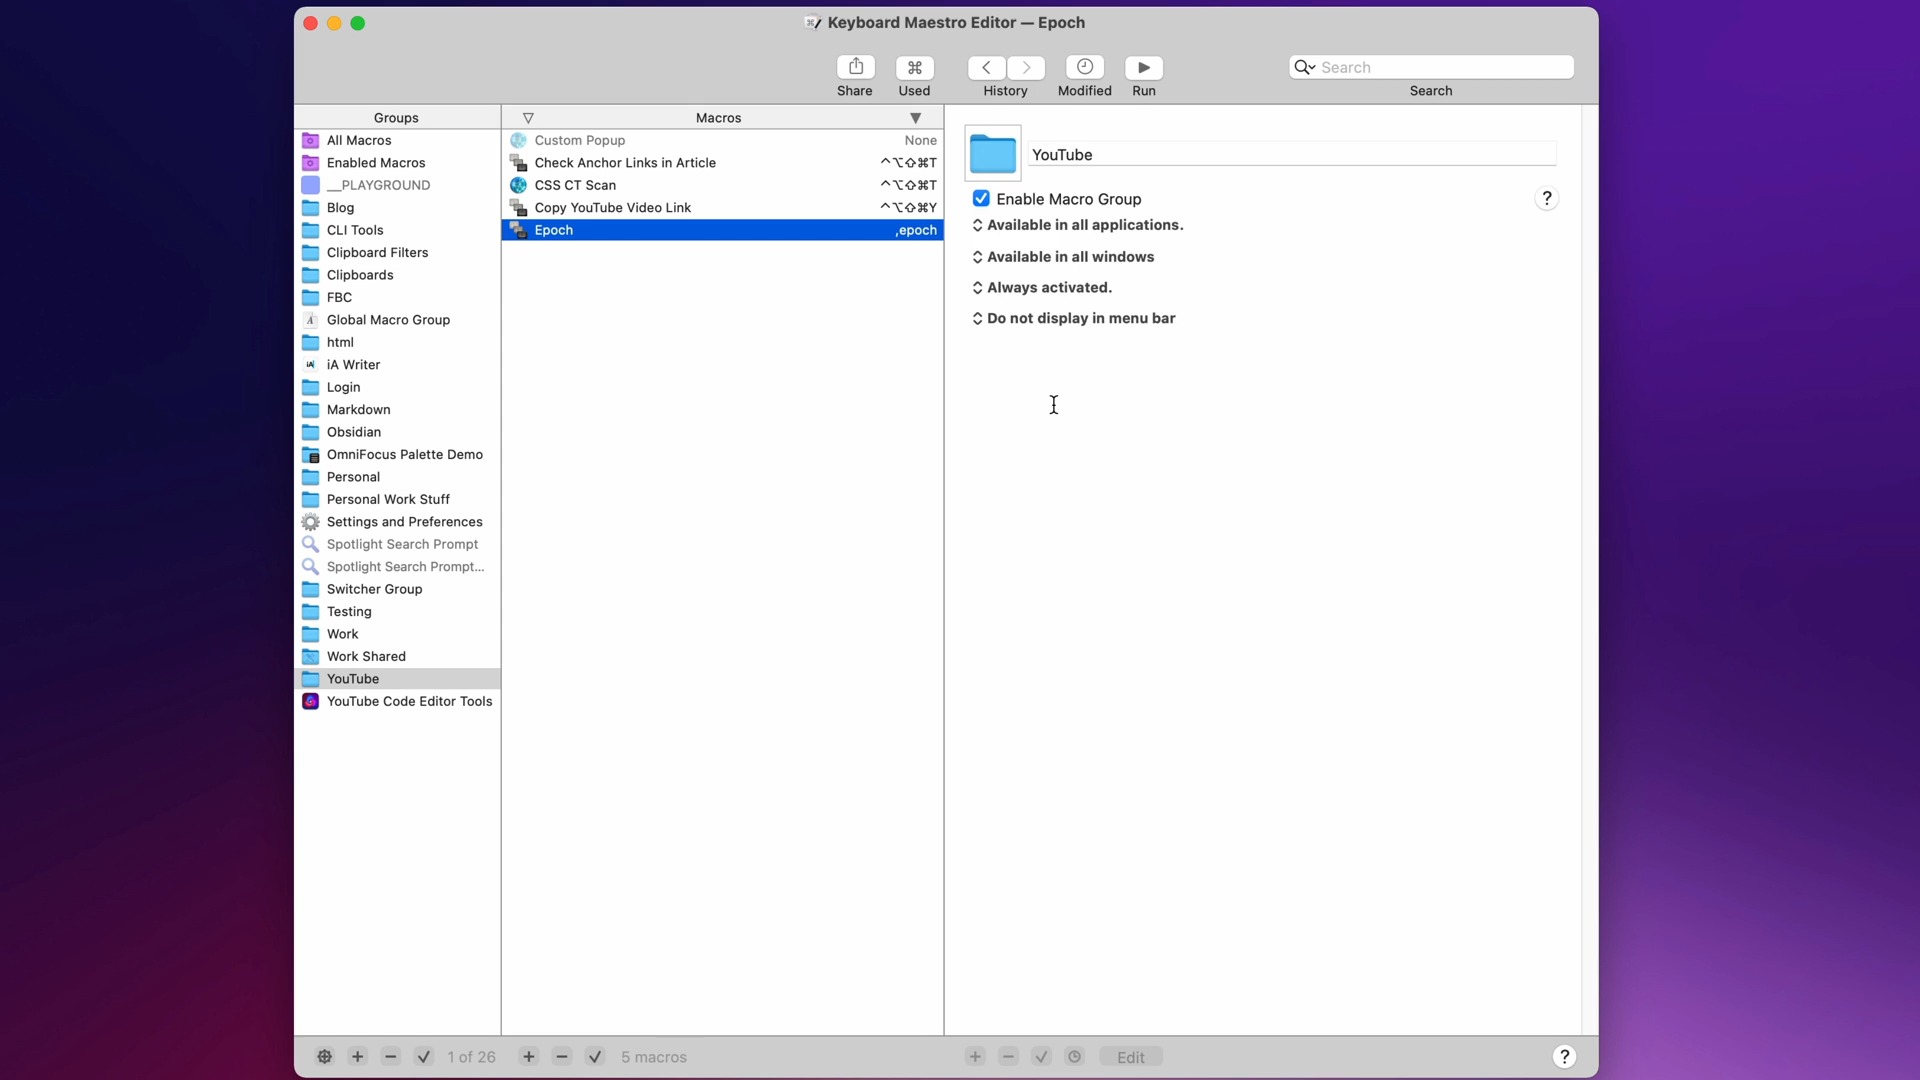 Keyboard Maestro Editor — Epoch
Share
Used
History
Modified
Run
Search
Search
Groups
All Macros
Enabled Macros
__PLAYGROUND
Blog
CLI Tools
Clipboard Filters
Clipboards
FBC
Global Macro Group
html
iA Writer
Login
Markdown
Obsidian
OmniFocus Palette Demo
Personal
Personal Work Stuff
Settings and Preferences
Spotlight Search Prompt
Spotlight Search Prompt...
Switcher Group
Testing
Work
Work Shared
YouTube
YouTube Code Editor Tools
Macros
Custom Popup None
Check Anchor Links in Article ^⌥⇧⌘T
CSS CT Scan ^⌥⇧⌘T
Copy YouTube Video Link ^⌥⇧⌘Y
Epoch ,epoch
YouTube
Enable Macro Group ?
Available in all applications.
Available in all windows
Always activated.
Do not display in menu bar
1 of 26
5 macros
Edit
?